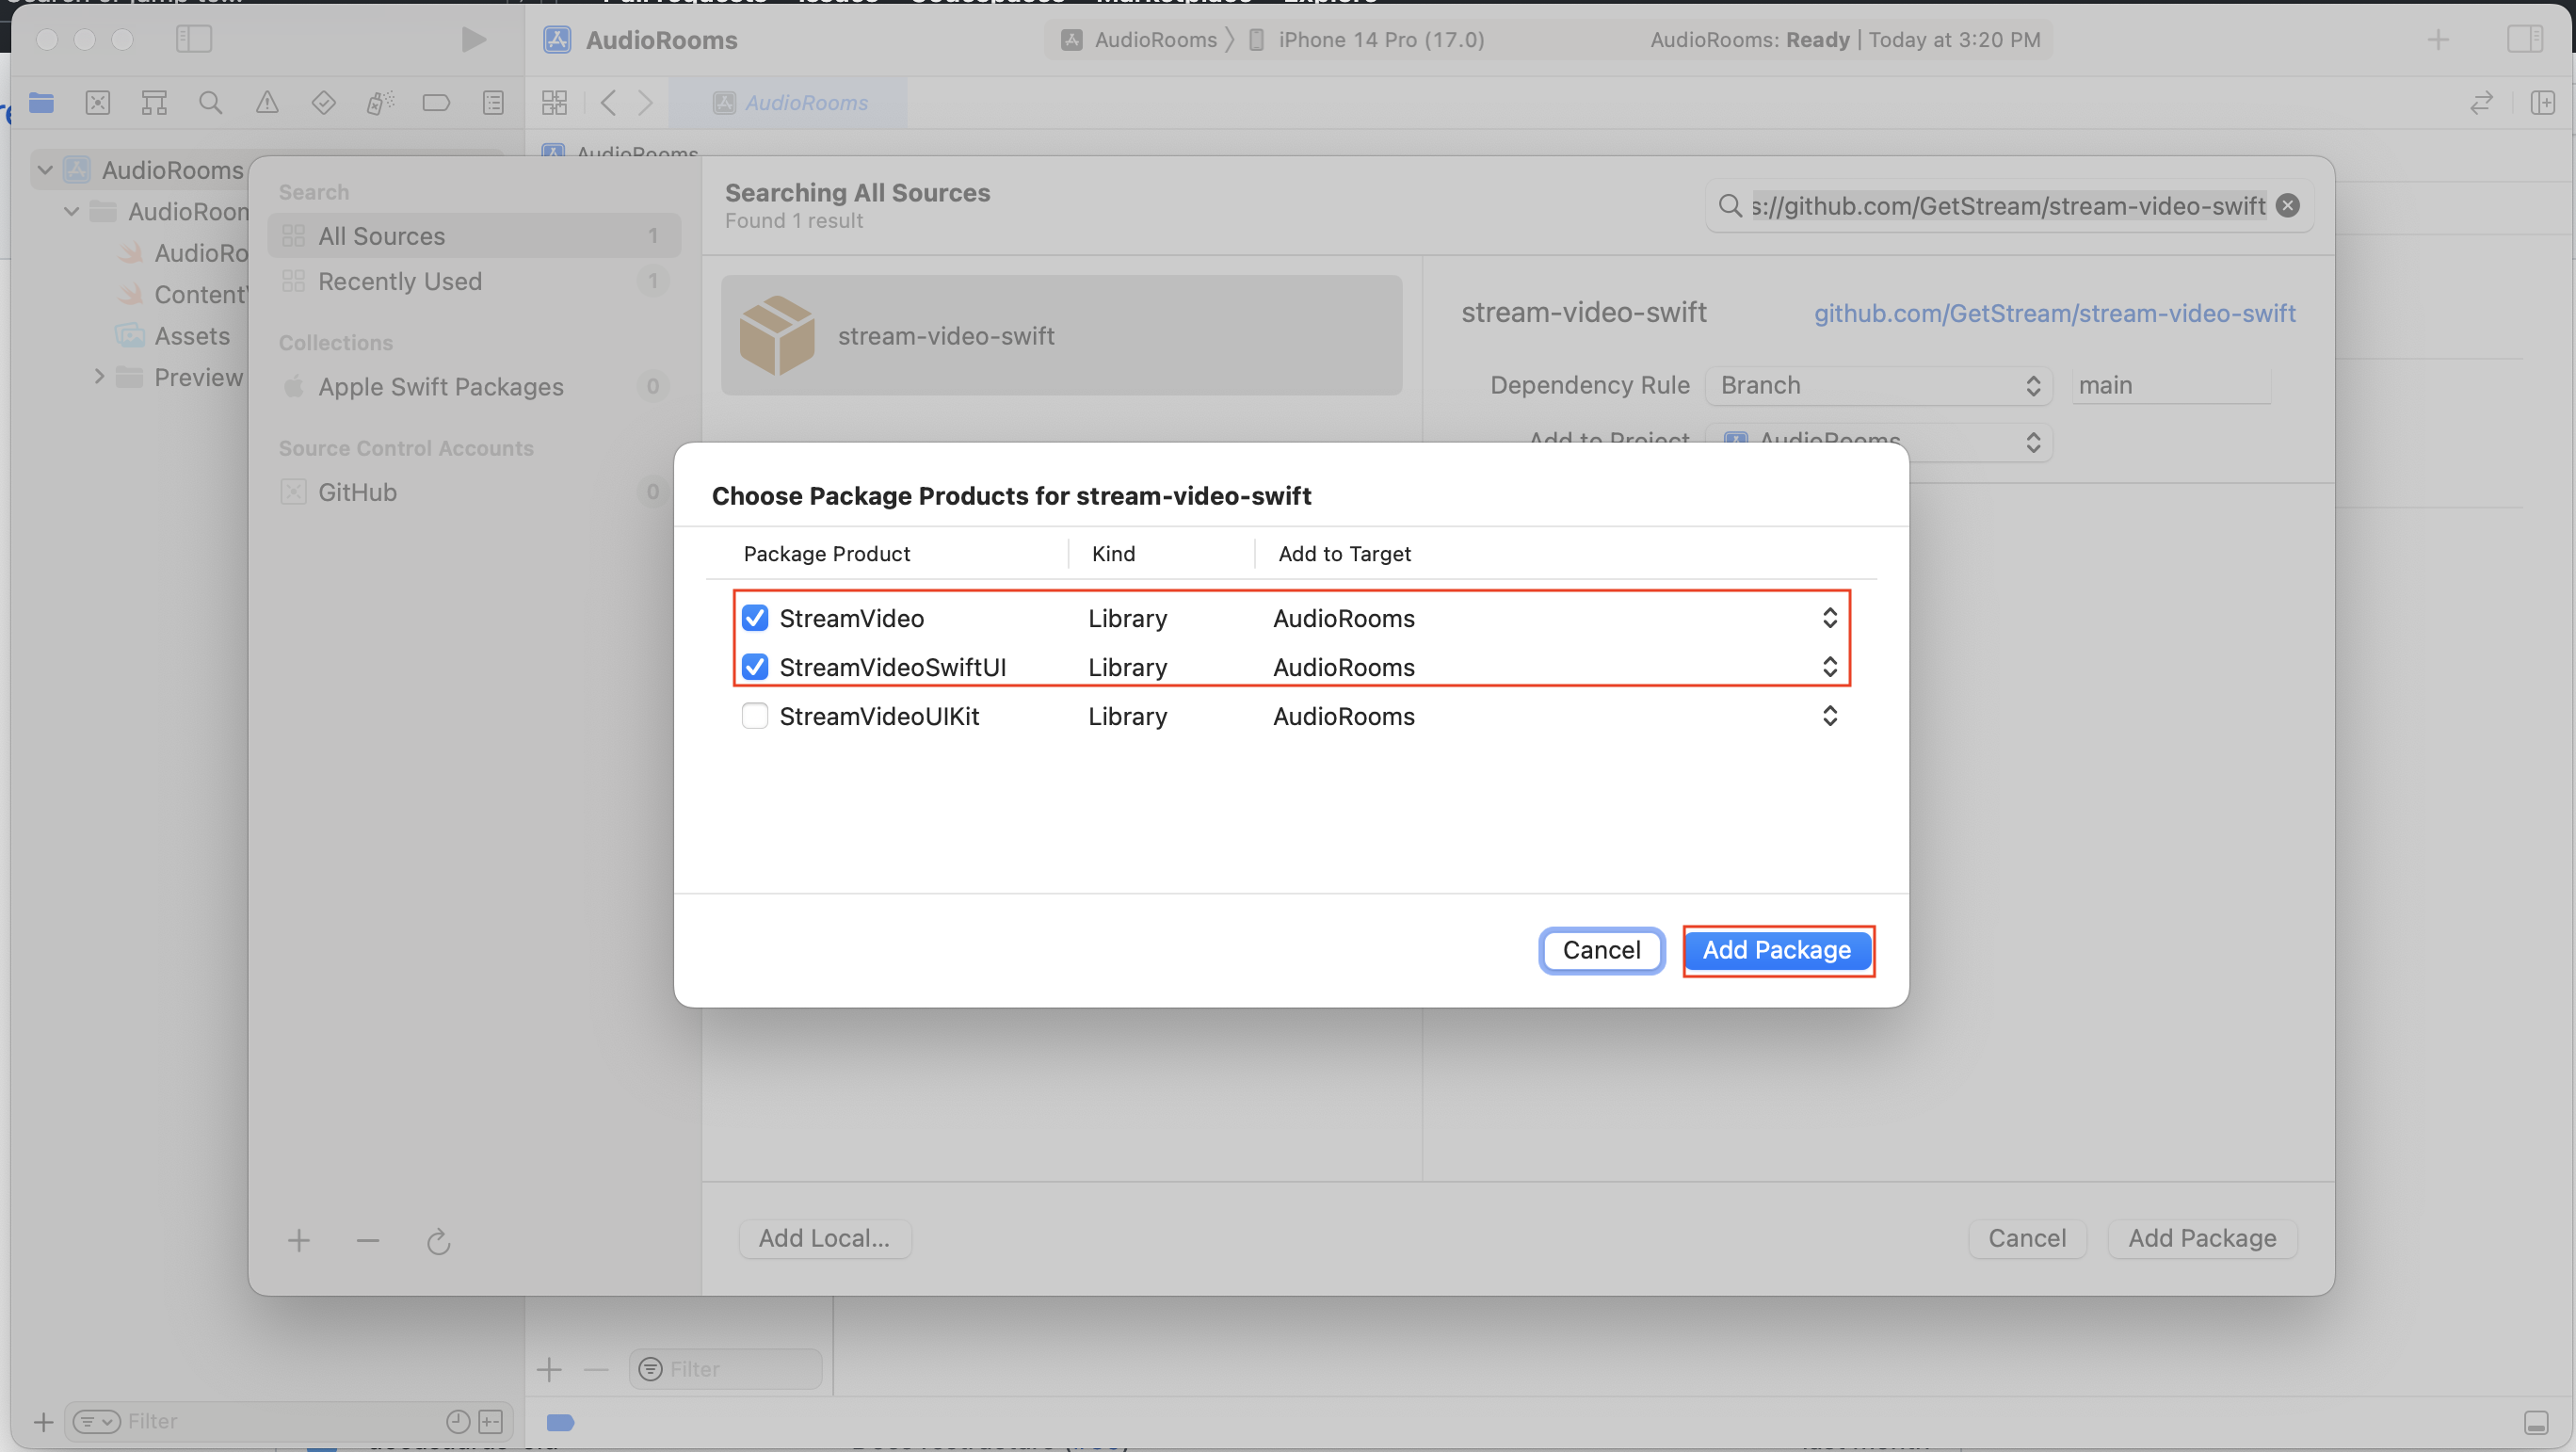 AudioRooms
AudioRooms
iPhone 14 Pro (17.0)
AudioRooms: Ready | Today at 3:20 PM
AudioRooms
AudioRooms
AudioRooms
Assets
Preview
Search
All Sources 1
Recently Used 1
Collections
Apple Swift Packages 0
Source Control Accounts
GitHub 0
Searching All Sources
Found 1 result
s://github.com/GetStream/stream-video-swift
stream-video-swift
stream-video-swift
github.com/GetStream/stream-video-swift
Dependency Rule
Branch
main
Add to Project
AudioRooms
Choose Package Products for stream-video-swift
Package Product Kind Add to Target
StreamVideo Library AudioRooms
StreamVideoSwiftUI Library AudioRooms
StreamVideoUIKit Library AudioRooms
Cancel
Add Package
Add Local...
Cancel
Add Package
Filter
Filter